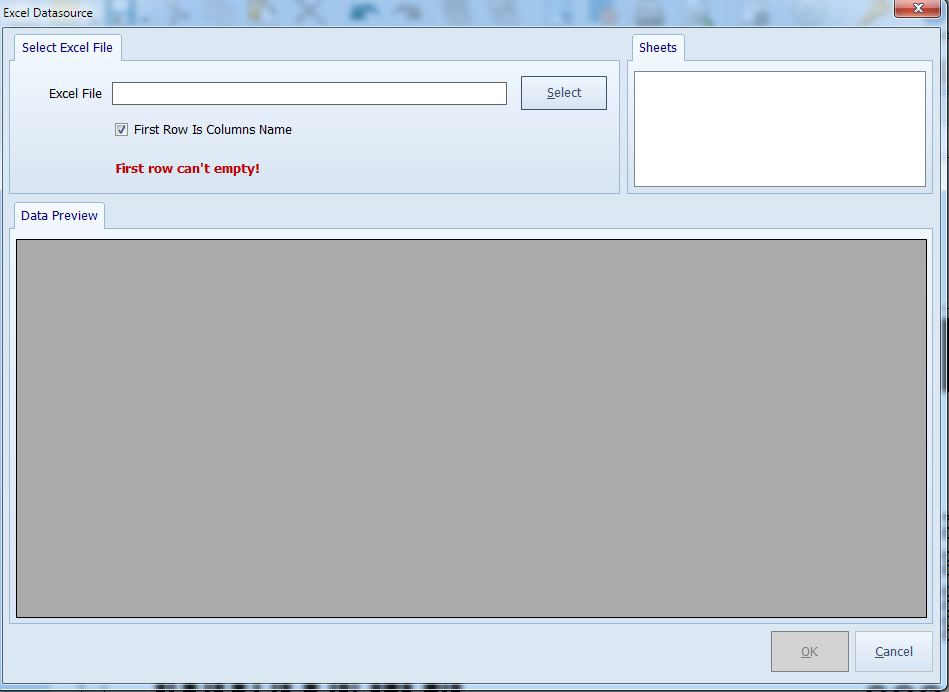 Excel Datasource
Select Excel File
Sheets
Excel File
Select
First Row Is Columns Name
First row can't empty!
Data Preview
OK
Cancel